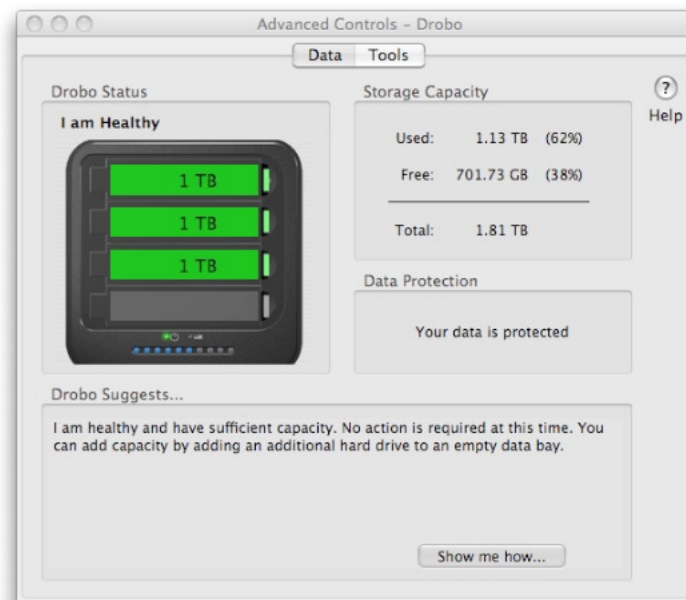 Advanced Controls – Drobo
Data Tools
Drobo Status
I am Healthy
1 TB
1 TB
1 TB
Storage Capacity
Used: 1.13 TB (62%)
Free: 701.73 GB (38%)
Total: 1.81 TB
? 
Help
Data Protection
Your data is protected
Drobo Suggests...
I am healthy and have sufficient capacity. No action is required at this time. You
can add capacity by adding an additional hard drive to an empty data bay.
Show me how...